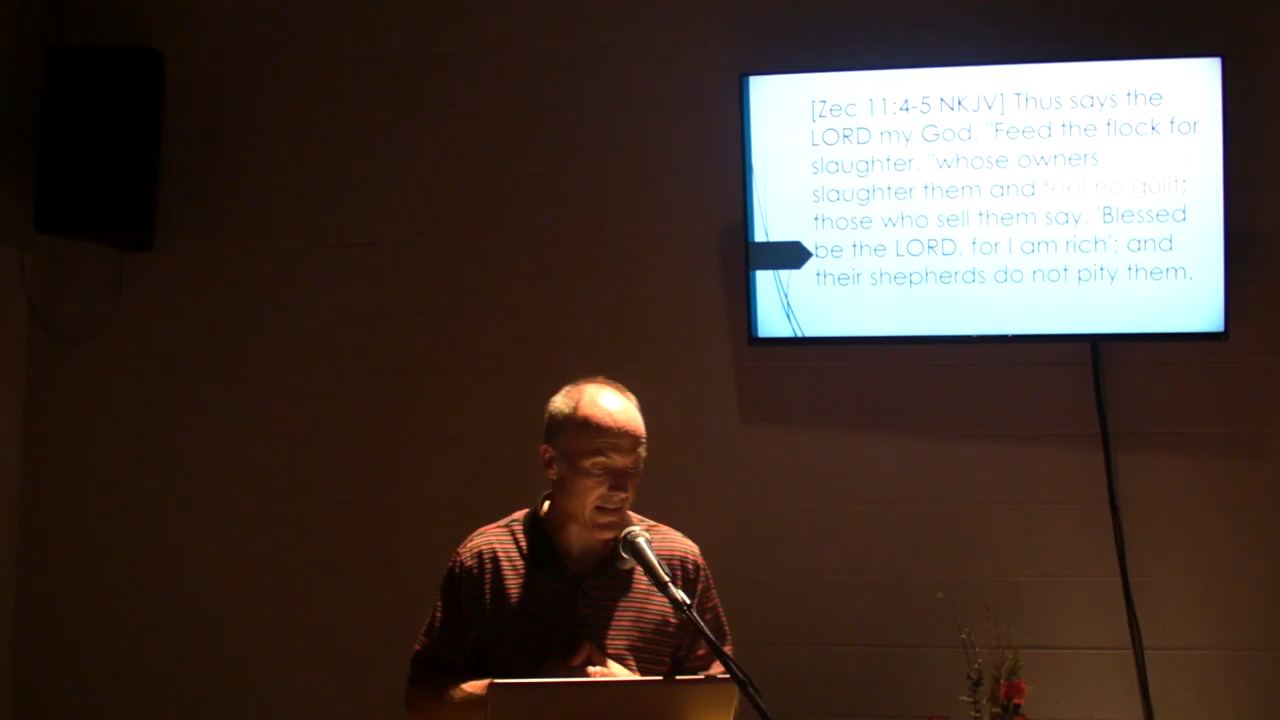 [Zec 11:4-5 NKJV] Thus says the
LORD my God, "Feed the flock for
slaughter, "whose owners
slaughter them and feel no guilt;
those who sell them say, 'Blessed
be the LORD, for I am rich'; and
their shepherds do not pity them.